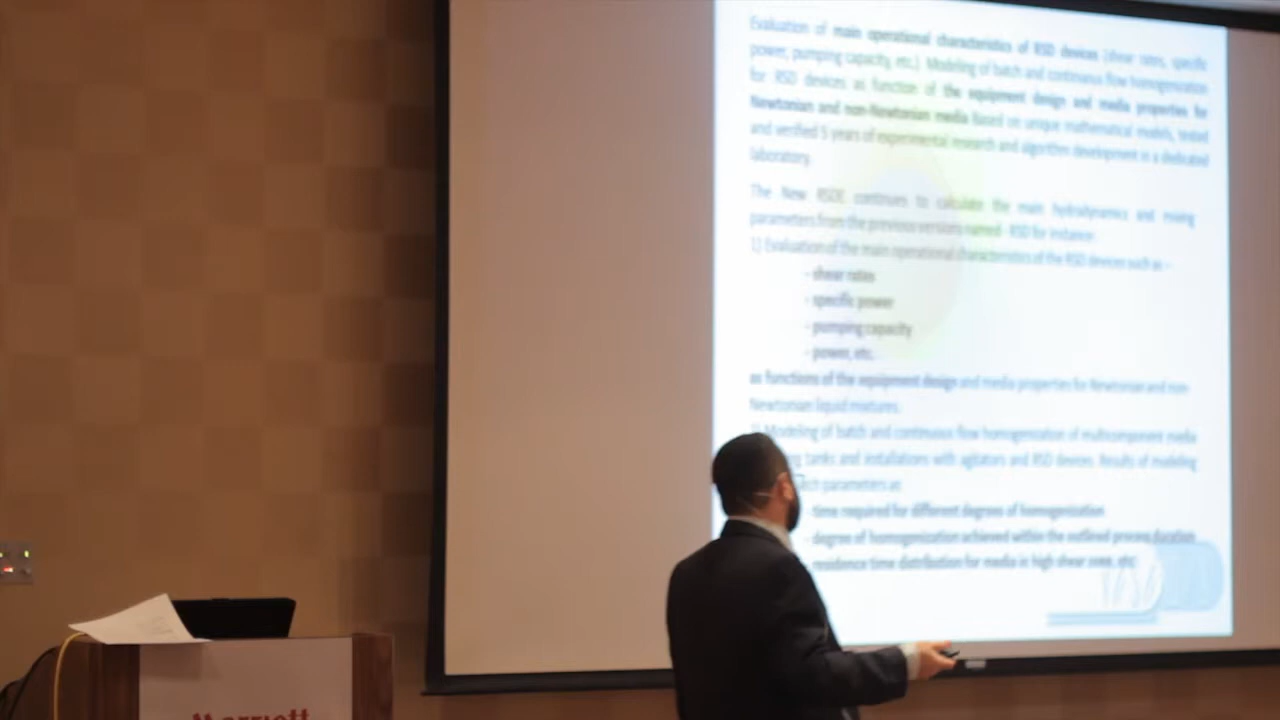 Evaluation of main operational characteristics of RSD devices (shear rates, specific
power, pumping capacity, etc.). Modeling of batch and continuous flow homogenization
for RSD devices as function of the equipment design and media properties for
Newtonian and non-Newtonian media based on unique mathematical models, tested
and verified 5 years of experimental research and algorithm development in a dedicated
laboratory.
The New RSDE continues to calculate the main hydrodynamics and mixing
parameters from the previous versions named - RSD for instance:
1) Evaluation of the main operational characteristics of the RSD devices such as -
- shear rates
- specific power
- pumping capacity
- power, etc.
as functions of the equipment design and media properties for Newtonian and non-
Newtonian liquid mixtures.
Modeling of batch and continuous flow homogenization of multicomponent media
tanks and installations with agitators and RSD devices. Results of modeling
parameters as:
time required for different degrees of homogenization
degree of homogenization achieved within the outlined process duration
residence time distribution for media in high shear zone, etc.
Marriott